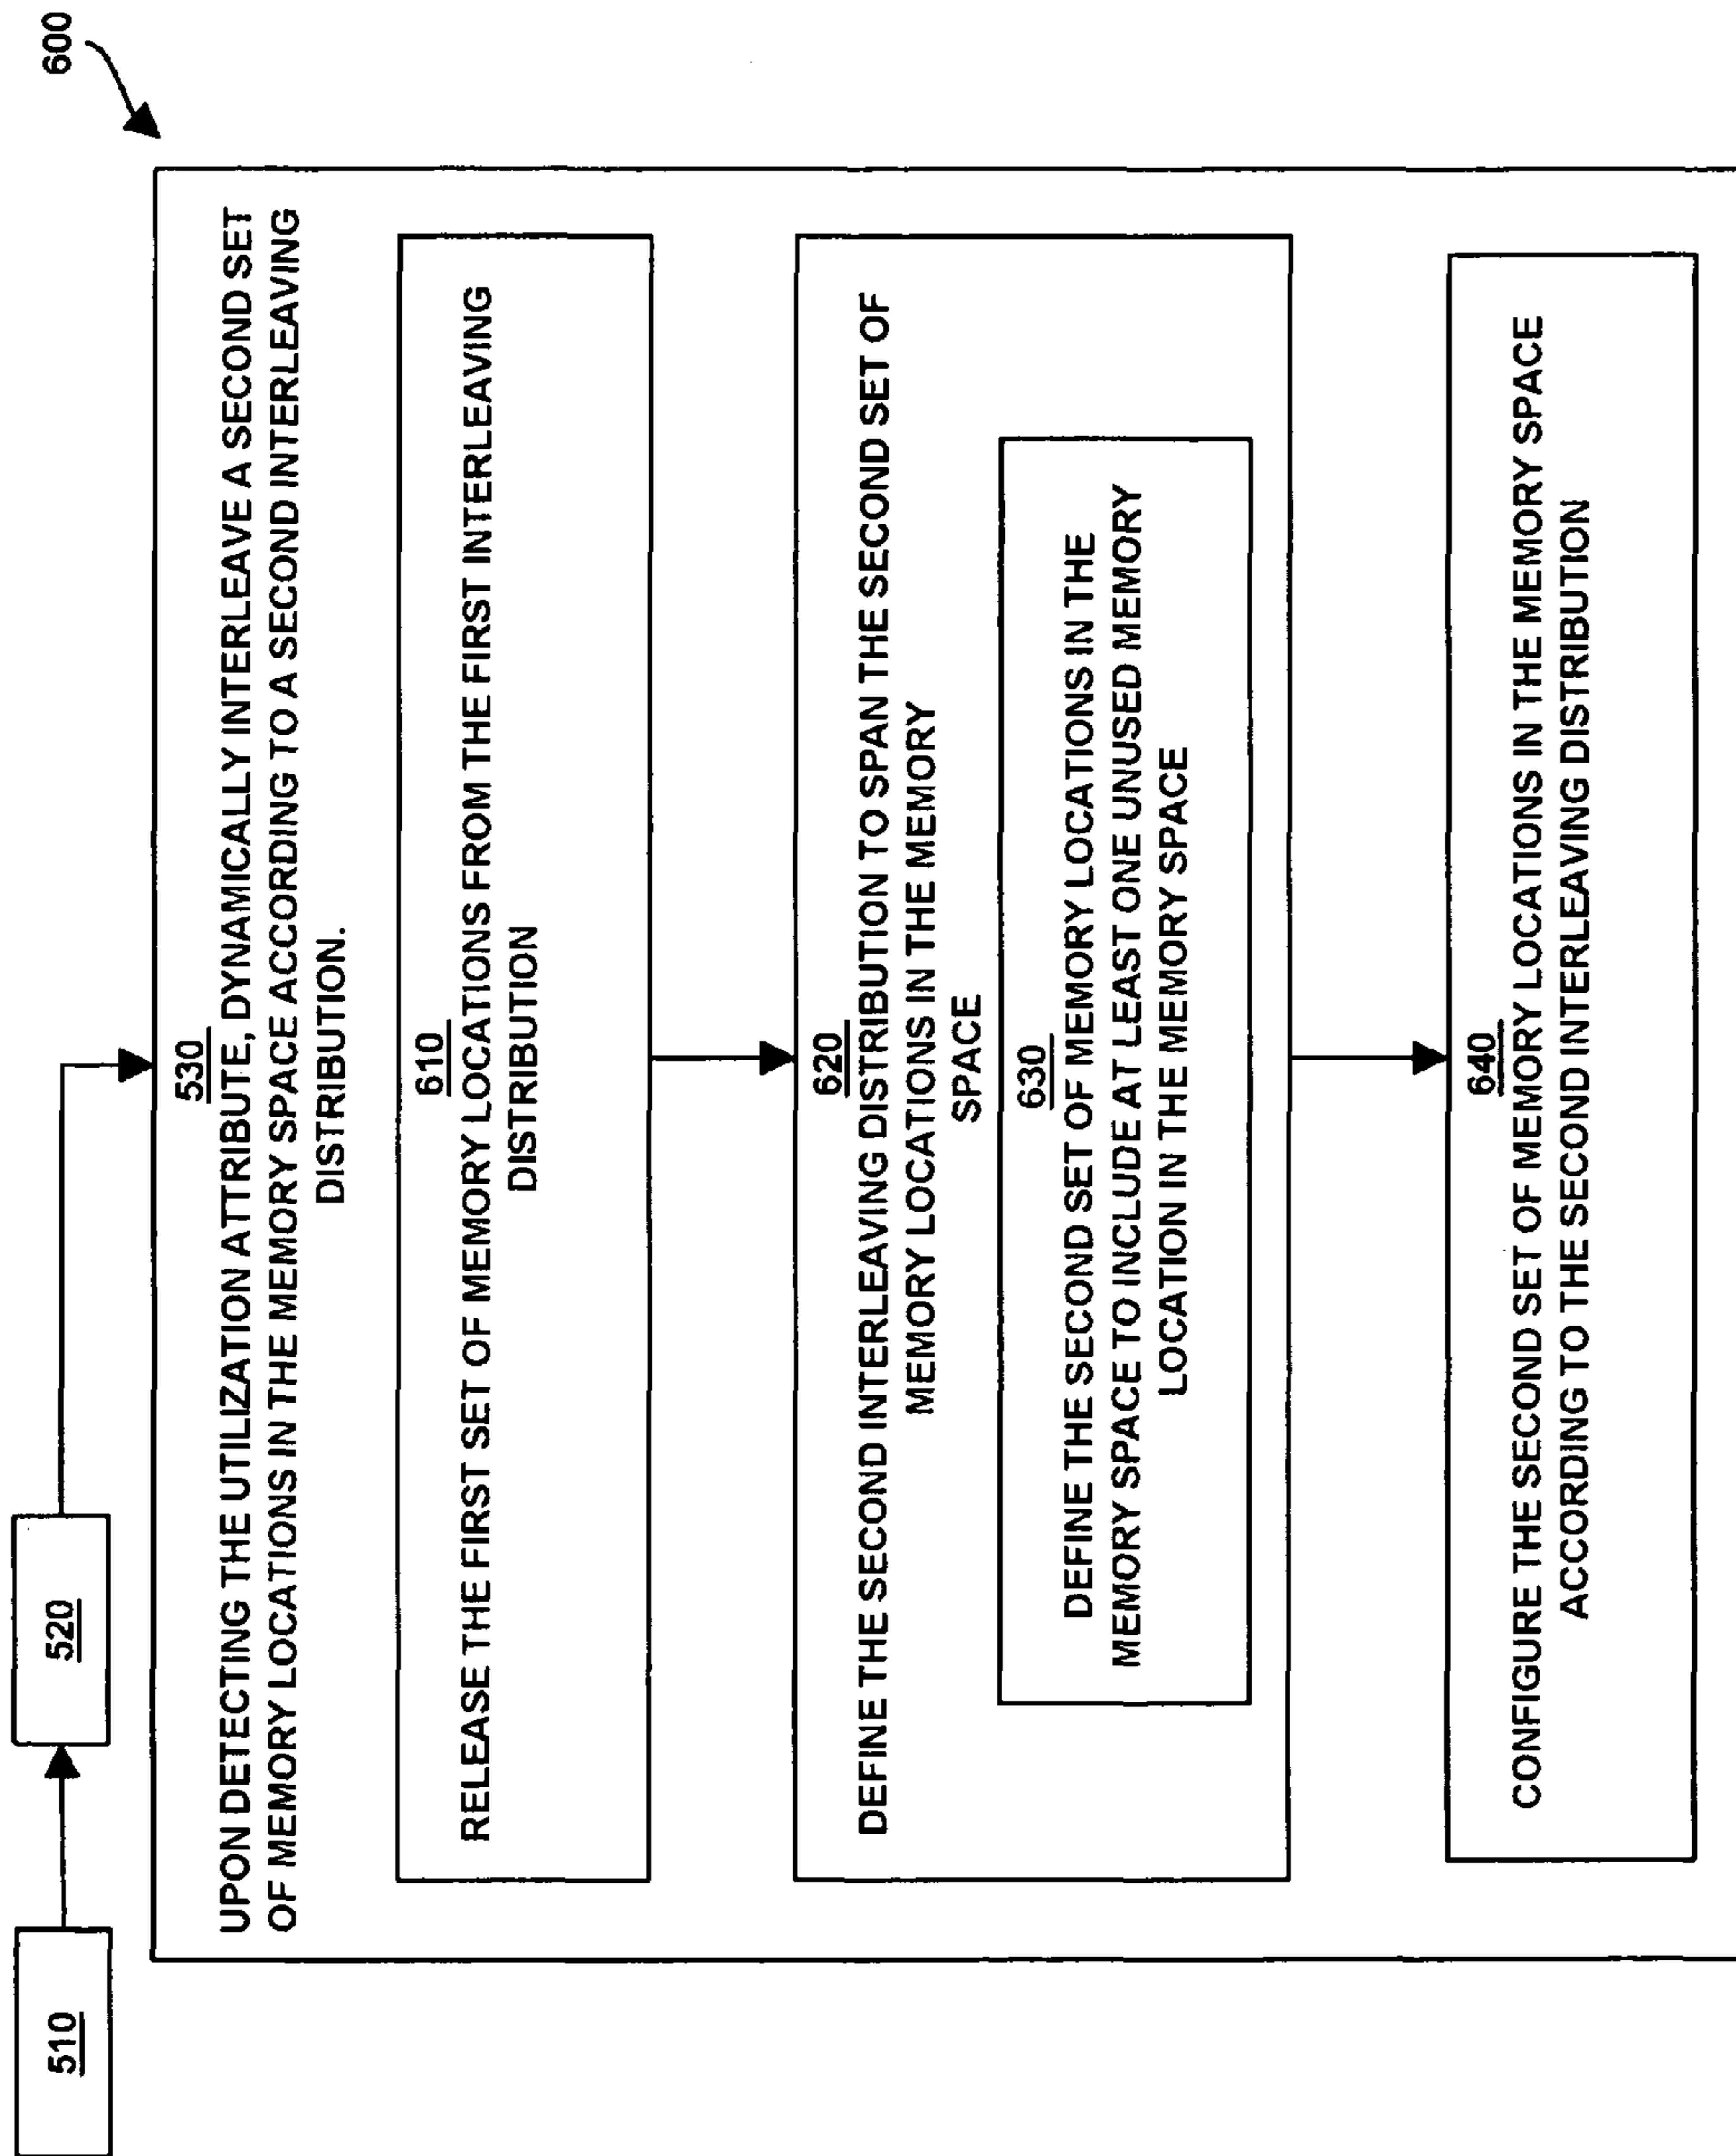 600
510
520
530
UPON DETECTING THE UTILIZATION ATTRIBUTE, DYNAMICALLY INTERLEAVE A SECOND SET
OF MEMORY LOCATIONS IN THE MEMORY SPACE ACCORDING TO A SECOND INTERLEAVING
DISTRIBUTION.
610
RELEASE THE FIRST SET OF MEMORY LOCATIONS FROM THE FIRST INTERLEAVING
DISTRIBUTION
620
DEFINE THE SECOND INTERLEAVING DISTRIBUTION TO SPAN THE SECOND SET OF
MEMORY LOCATIONS IN THE MEMORY
SPACE
630
DEFINE THE SECOND SET OF MEMORY LOCATIONS IN THE
MEMORY SPACE TO INCLUDE AT LEAST ONE UNUSED MEMORY
LOCATION IN THE MEMORY SPACE
640
CONFIGURE THE SECOND SET OF MEMORY LOCATIONS IN THE MEMORY SPACE
ACCORDING TO THE SECOND INTERLEAVING DISTRIBUTION